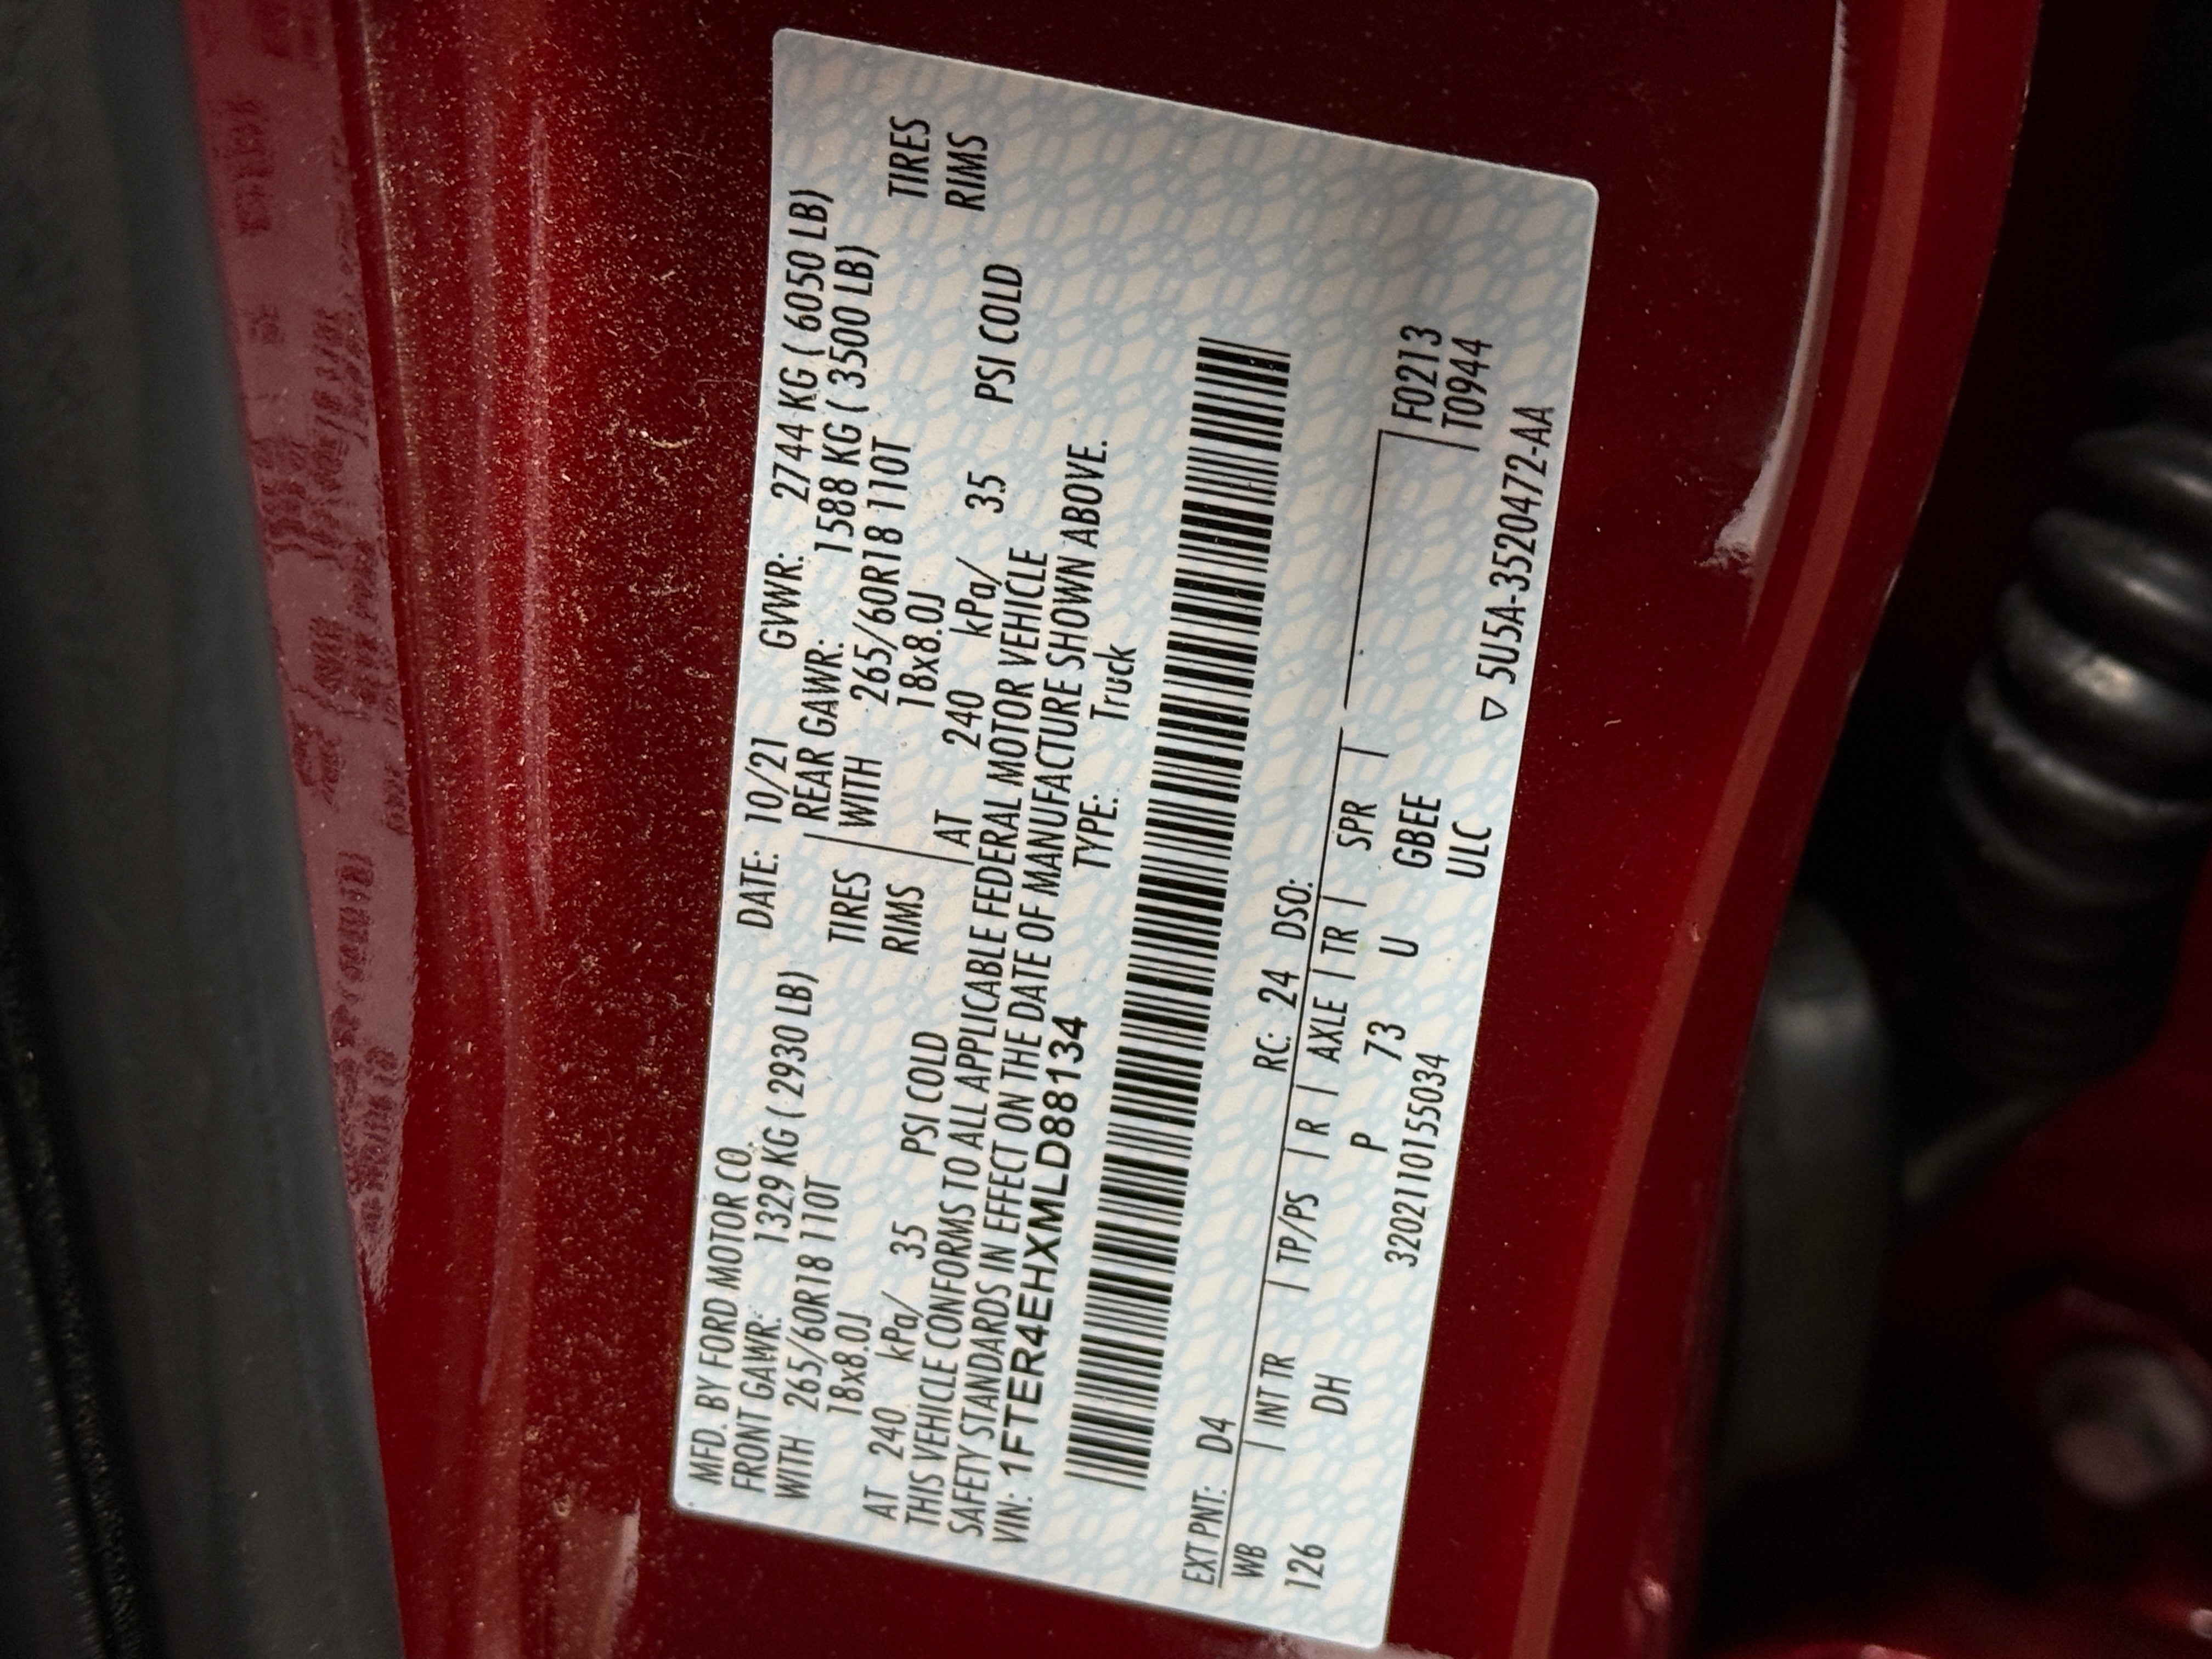 MFD. BY FORD MOTOR CO. DATE: 10/21 GVWR: 2744 KG ( 6050 LB)
FRONT GAWR: 1329 KG ( 2930 LB) REAR GAWR: 1588 KG ( 3500 LB)
WITH 265/60R18 110T TIRES WITH 265/60R18 110T TIRES
18x8.0J RIMS 18x8.0J RIMS
AT 240 kPa/ 35 PSI COLD AT 240 kPa/ 35 PSI COLD
THIS VEHICLE CONFORMS TO ALL APPLICABLE FEDERAL MOTOR VEHICLE
SAFETY STANDARDS IN EFFECT ON THE DATE OF MANUFACTURE SHOWN ABOVE.
VIN: 1FTER4EHXMLD88134 TYPE: Truck
EXT PNT: D4 RC: 24 DSO:
WB | INT TR | TP/PS | R | AXLE | TR | SPR |
126 DH P 73 U GBEE F0213
3202110155034 ULC T0944
▽ 5U5A-3520472-AA